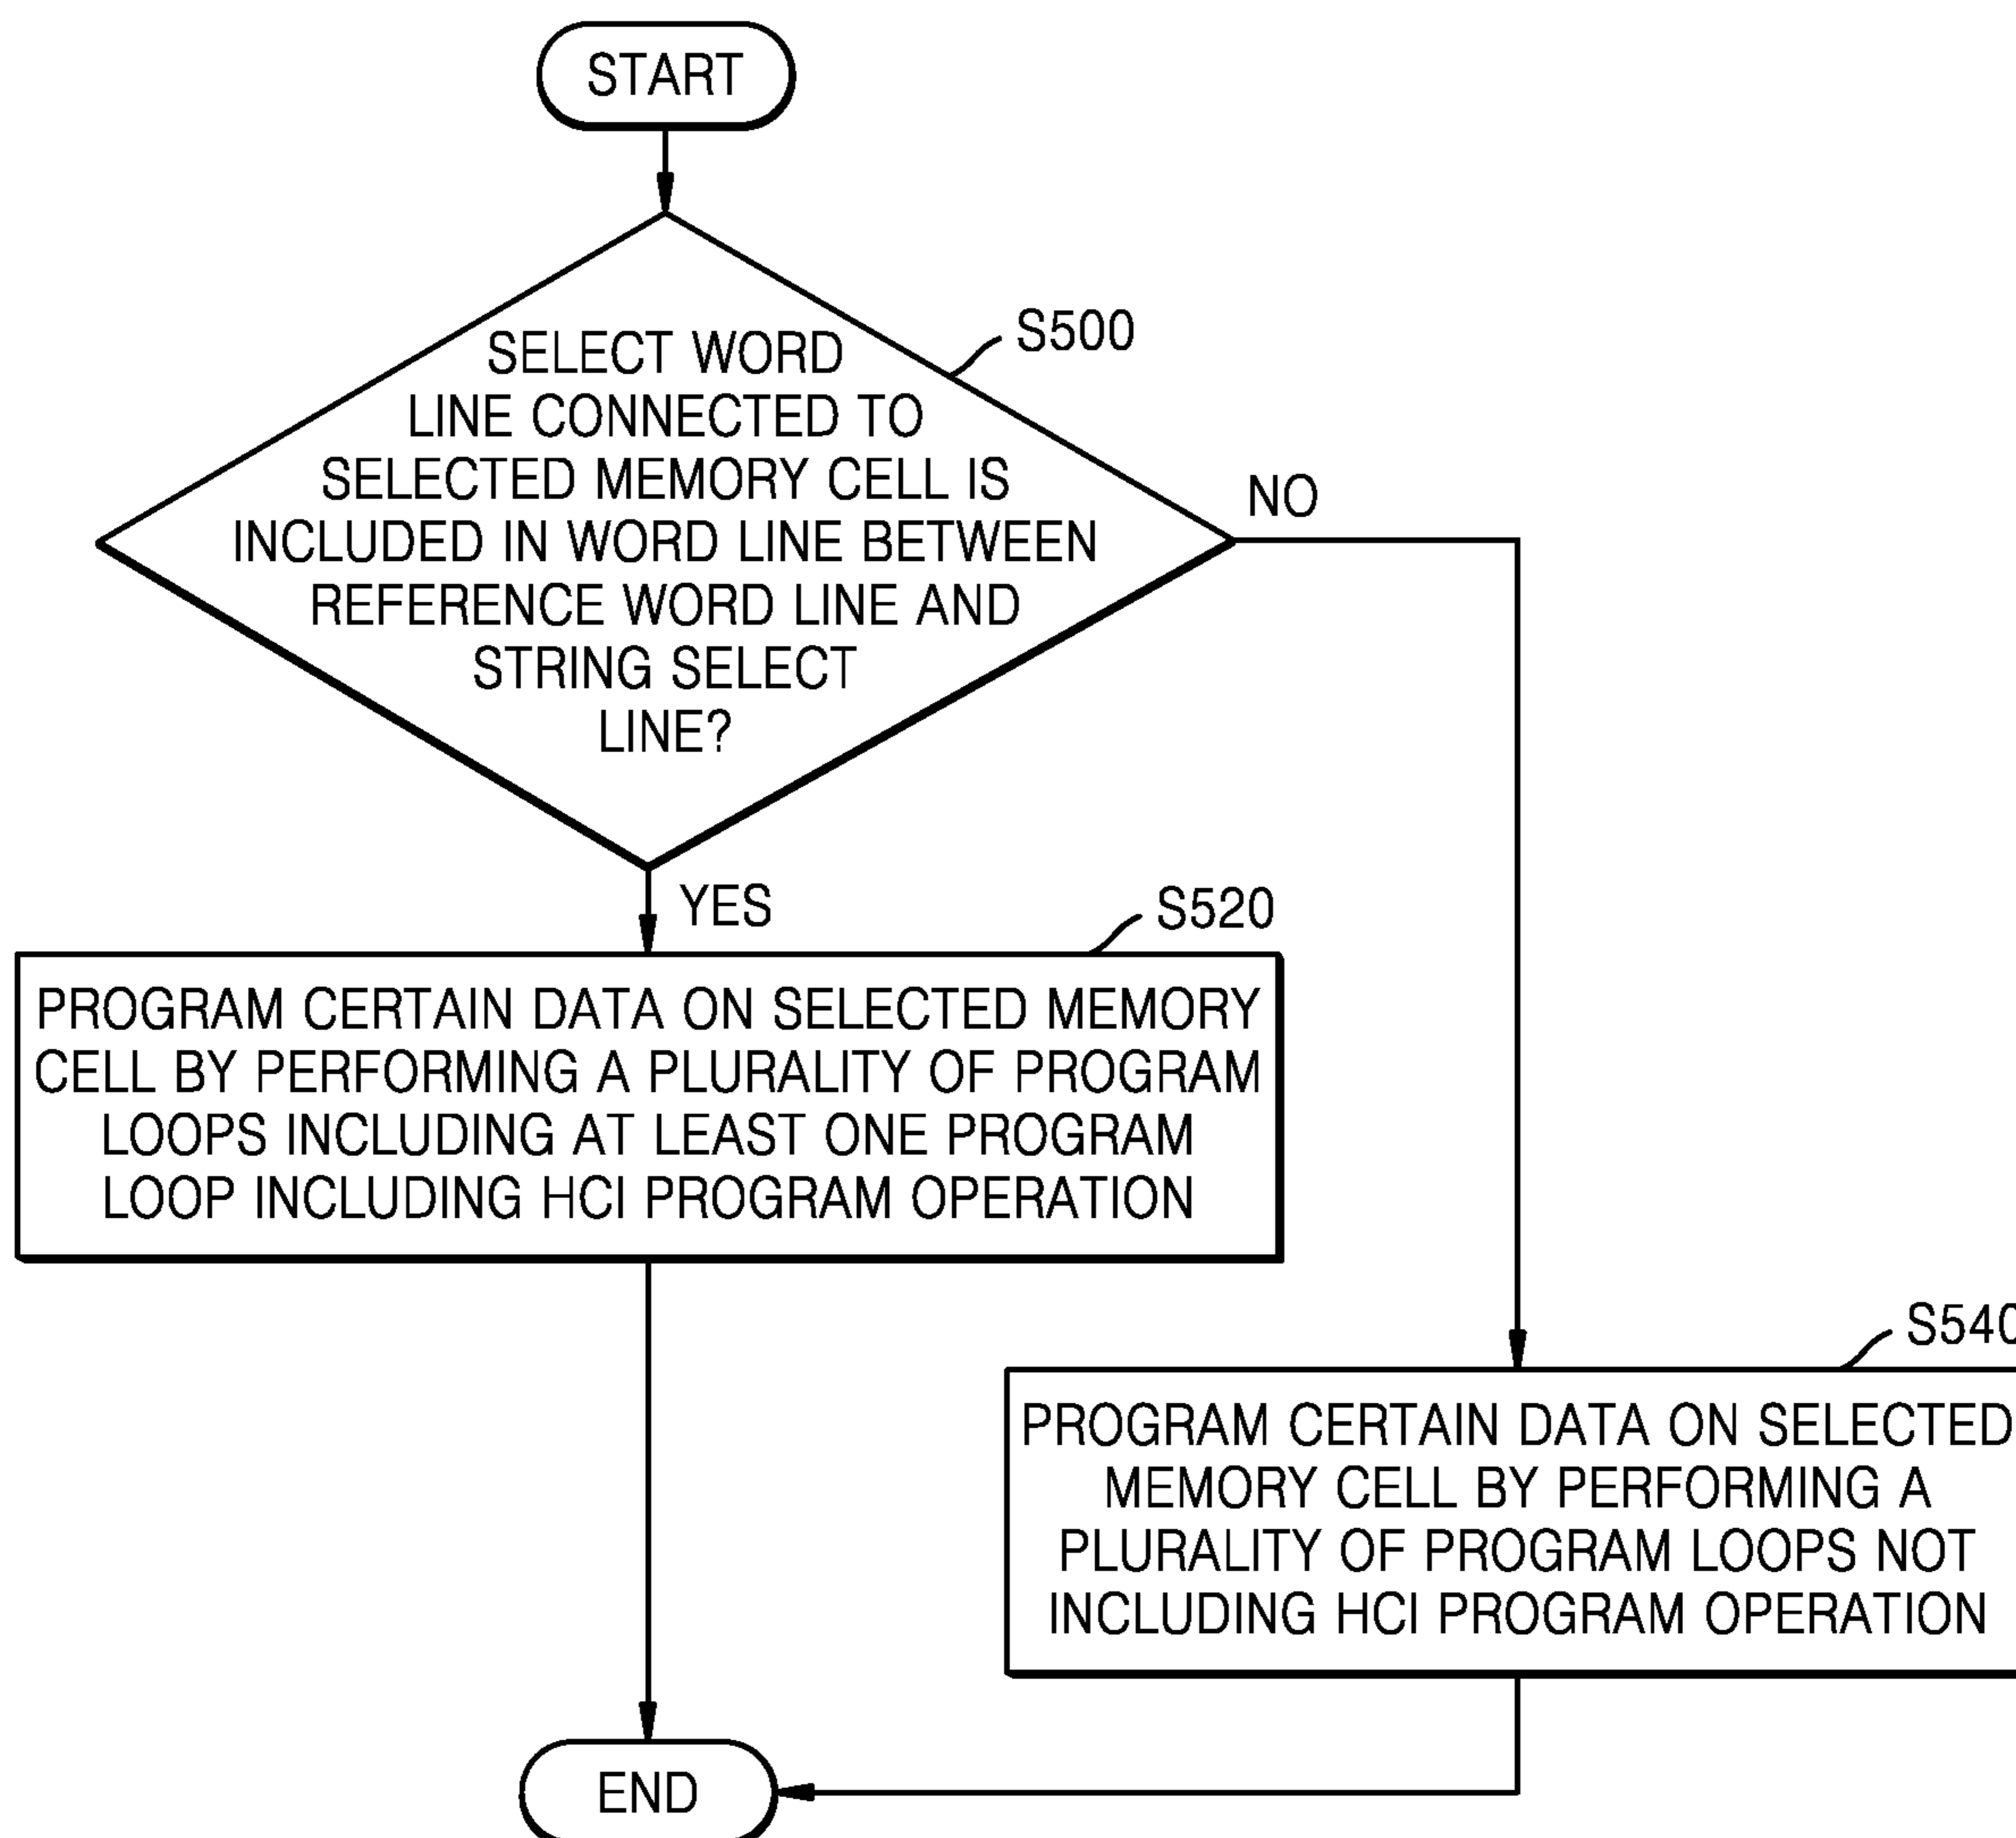 START
S500
SELECT WORD
LINE CONNECTED TO
SELECTED MEMORY CELL IS
INCLUDED IN WORD LINE BETWEEN
REFERENCE WORD LINE AND
STRING SELECT
LINE?
NO
YES
S520
PROGRAM CERTAIN DATA ON SELECTED MEMORY
CELL BY PERFORMING A PLURALITY OF PROGRAM
LOOPS INCLUDING AT LEAST ONE PROGRAM
LOOP INCLUDING HCI PROGRAM OPERATION
S540
PROGRAM CERTAIN DATA ON SELECTED
MEMORY CELL BY PERFORMING A
PLURALITY OF PROGRAM LOOPS NOT
INCLUDING HCI PROGRAM OPERATION
END